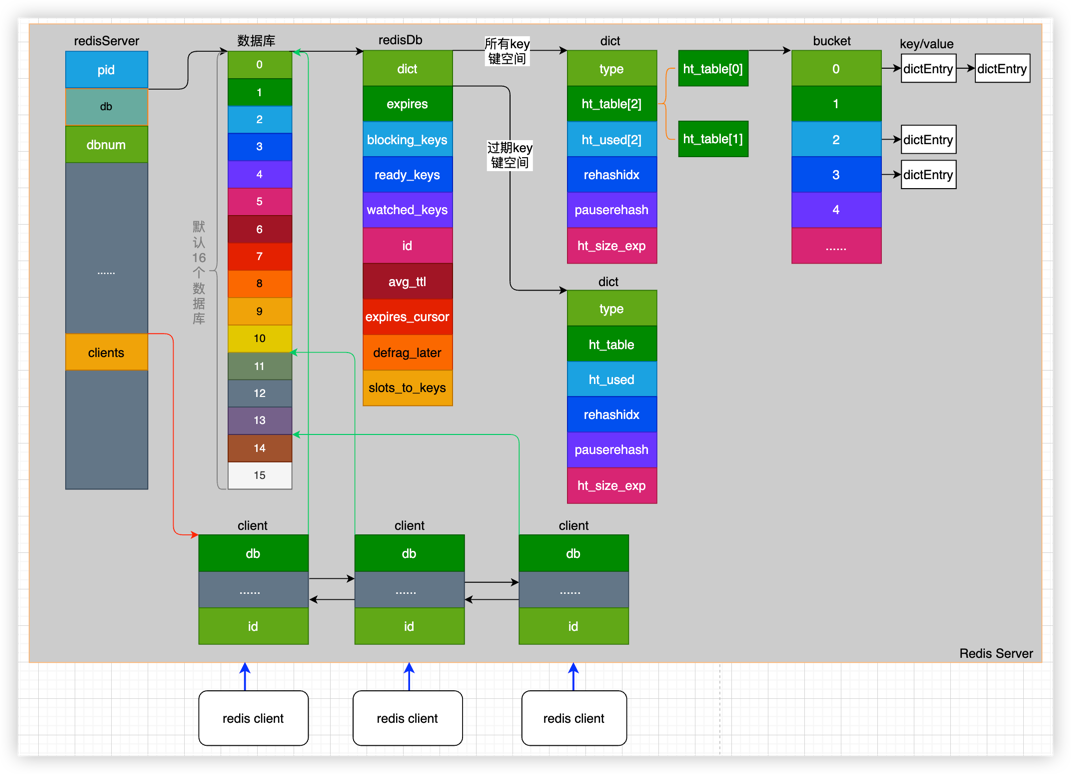 redisServer
pid
db
dbnum
......
clients
数据库
0
1
2
3
4
5
6
7
8
9
10
11
12
13
14
15
默认16个数据库
redisDb
dict
expires
blocking_keys
ready_keys
watched_keys
id
avg_ttl
expires_cursor
defrag_later
slots_to_keys
所有key
键空间
过期key
键空间
dict
type
ht_table[2]
ht_used[2]
rehashidx
pauserehash
ht_size_exp
ht_table[0]
ht_table[1]
bucket
0
1
2
3
4
......
key/value
dictEntry
dictEntry
dictEntry
dictEntry
dict
type
ht_table
ht_used
rehashidx
pauserehash
ht_size_exp
client
db
......
id
client
db
......
id
client
db
......
id
Redis Server
redis client
redis client
redis client